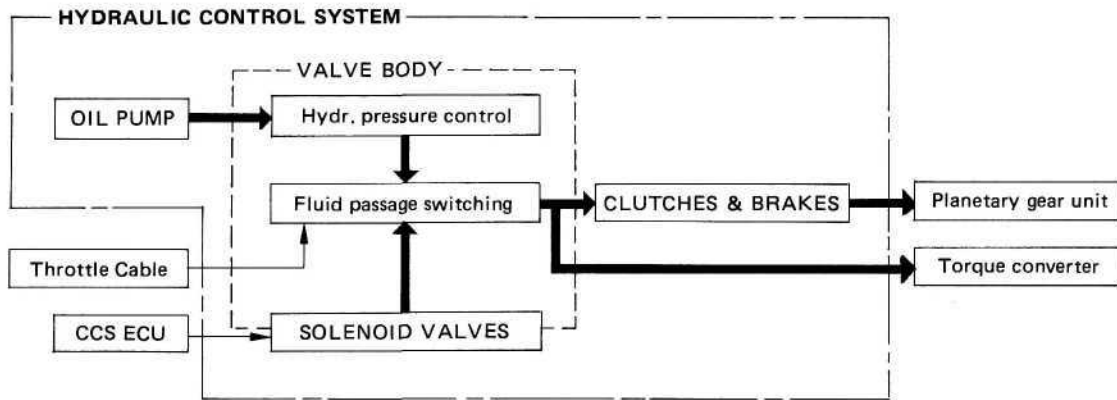 HYDRAULIC CONTROL SYSTEM
VALVE BODY
OIL PUMP
Hydr. pressure control
Fluid passage switching
CLUTCHES & BRAKES
Planetary gear unit
Throttle Cable
Torque converter
CCS ECU
SOLENOID VALVES